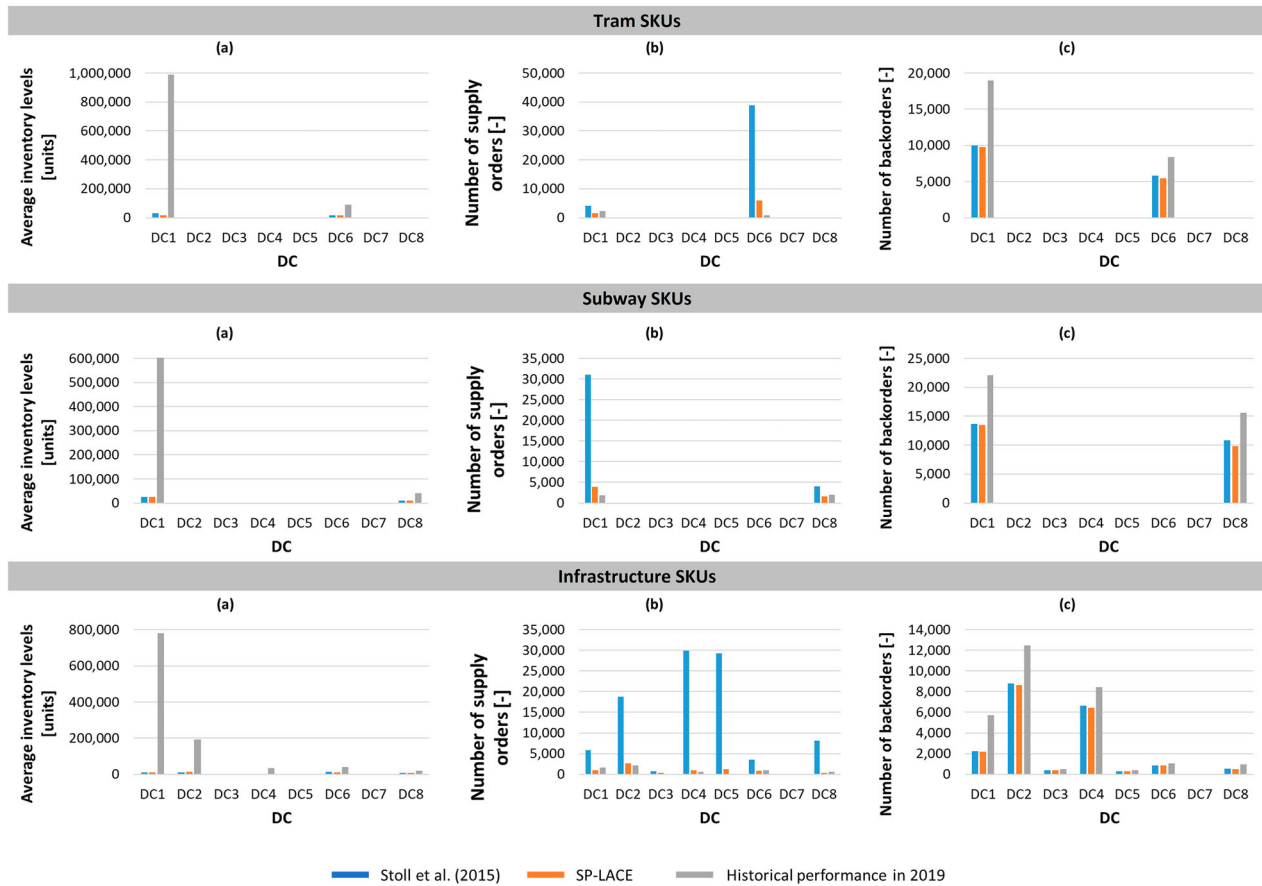 Tram SKUs
(a)
Average inventory levels
[units]
1,000,000
800,000
600,000
400,000
200,000
0
DC1 DC2 DC3 DC4 DC5 DC6 DC7 DC8
DC
(b)
Number of supply
orders [-]
50,000
40,000
30,000
20,000
10,000
0
DC1 DC2 DC3 DC4 DC5 DC6 DC7 DC8
DC
(c)
Number of backorders [-]
20,000
15,000
10,000
5,000
0
DC1 DC2 DC3 DC4 DC5 DC6 DC7 DC8
DC
Subway SKUs
(a)
Average inventory levels
[units]
600,000
500,000
400,000
300,000
200,000
100,000
0
DC1 DC2 DC3 DC4 DC5 DC6 DC7 DC8
DC
(b)
Number of supply
orders [-]
35,000
30,000
25,000
20,000
15,000
10,000
5,000
0
DC1 DC2 DC3 DC4 DC5 DC6 DC7 DC8
DC
(c)
Number of backorders [-]
25,000
20,000
15,000
10,000
5,000
0
DC1 DC2 DC3 DC4 DC5 DC6 DC7 DC8
DC
Infrastructure SKUs
(a)
Average inventory levels
[units]
800,000
600,000
400,000
200,000
0
DC1 DC2 DC3 DC4 DC5 DC6 DC7 DC8
DC
(b)
Number of supply
orders [-]
35,000
30,000
25,000
20,000
15,000
10,000
5,000
0
DC1 DC2 DC3 DC4 DC5 DC6 DC7 DC8
DC
(c)
Number of backorders [-]
14,000
12,000
10,000
8,000
6,000
4,000
2,000
0
DC1 DC2 DC3 DC4 DC5 DC6 DC7 DC8
DC
Stoll et al. (2015) SP-LACE Historical performance in 2019